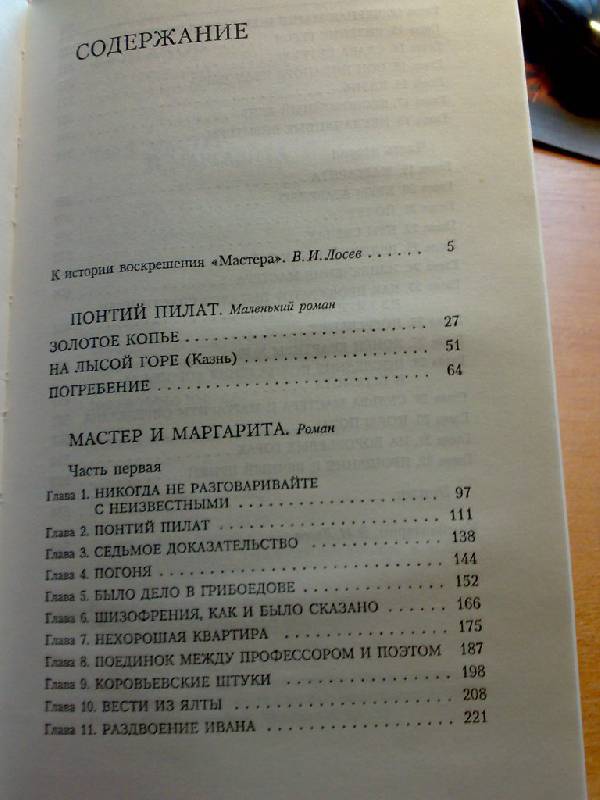 СОДЕРЖАНИЕ
К истории воскрешения «Мастера». В. И. Лосев ...... 5
ПОНТИЙ ПИЛАТ. Маленький роман
ЗОЛОТОЕ КОПЬЕ ...... 27
НА ЛЫСОЙ ГОРЕ (Казнь) ...... 51
ПОГРЕБЕНИЕ ...... 64
МАСТЕР И МАРГАРИТА. Роман
Часть первая
Глава 1. НИКОГДА НЕ РАЗГОВАРИВАЙТЕ
С НЕИЗВЕСТНЫМИ ...... 97
Глава 2. ПОНТИЙ ПИЛАТ ...... 111
Глава 3. СЕДЬМОЕ ДОКАЗАТЕЛЬСТВО ...... 138
Глава 4. ПОГОНЯ ...... 144
Глава 5. БЫЛО ДЕЛО В ГРИБОЕДОВЕ ...... 152
Глава 6. ШИЗОФРЕНИЯ, КАК И БЫЛО СКАЗАНО ...... 166
Глава 7. НЕХОРОШАЯ КВАРТИРА ...... 175
Глава 8. ПОЕДИНОК МЕЖДУ ПРОФЕССОРОМ И ПОЭТОМ 187
Глава 9. КОРОВЬЕВСКИЕ ШТУКИ ...... 198
Глава 10. ВЕСТИ ИЗ ЯЛТЫ ...... 208
Глава 11. РАЗДВОЕНИЕ ИВАНА ...... 221